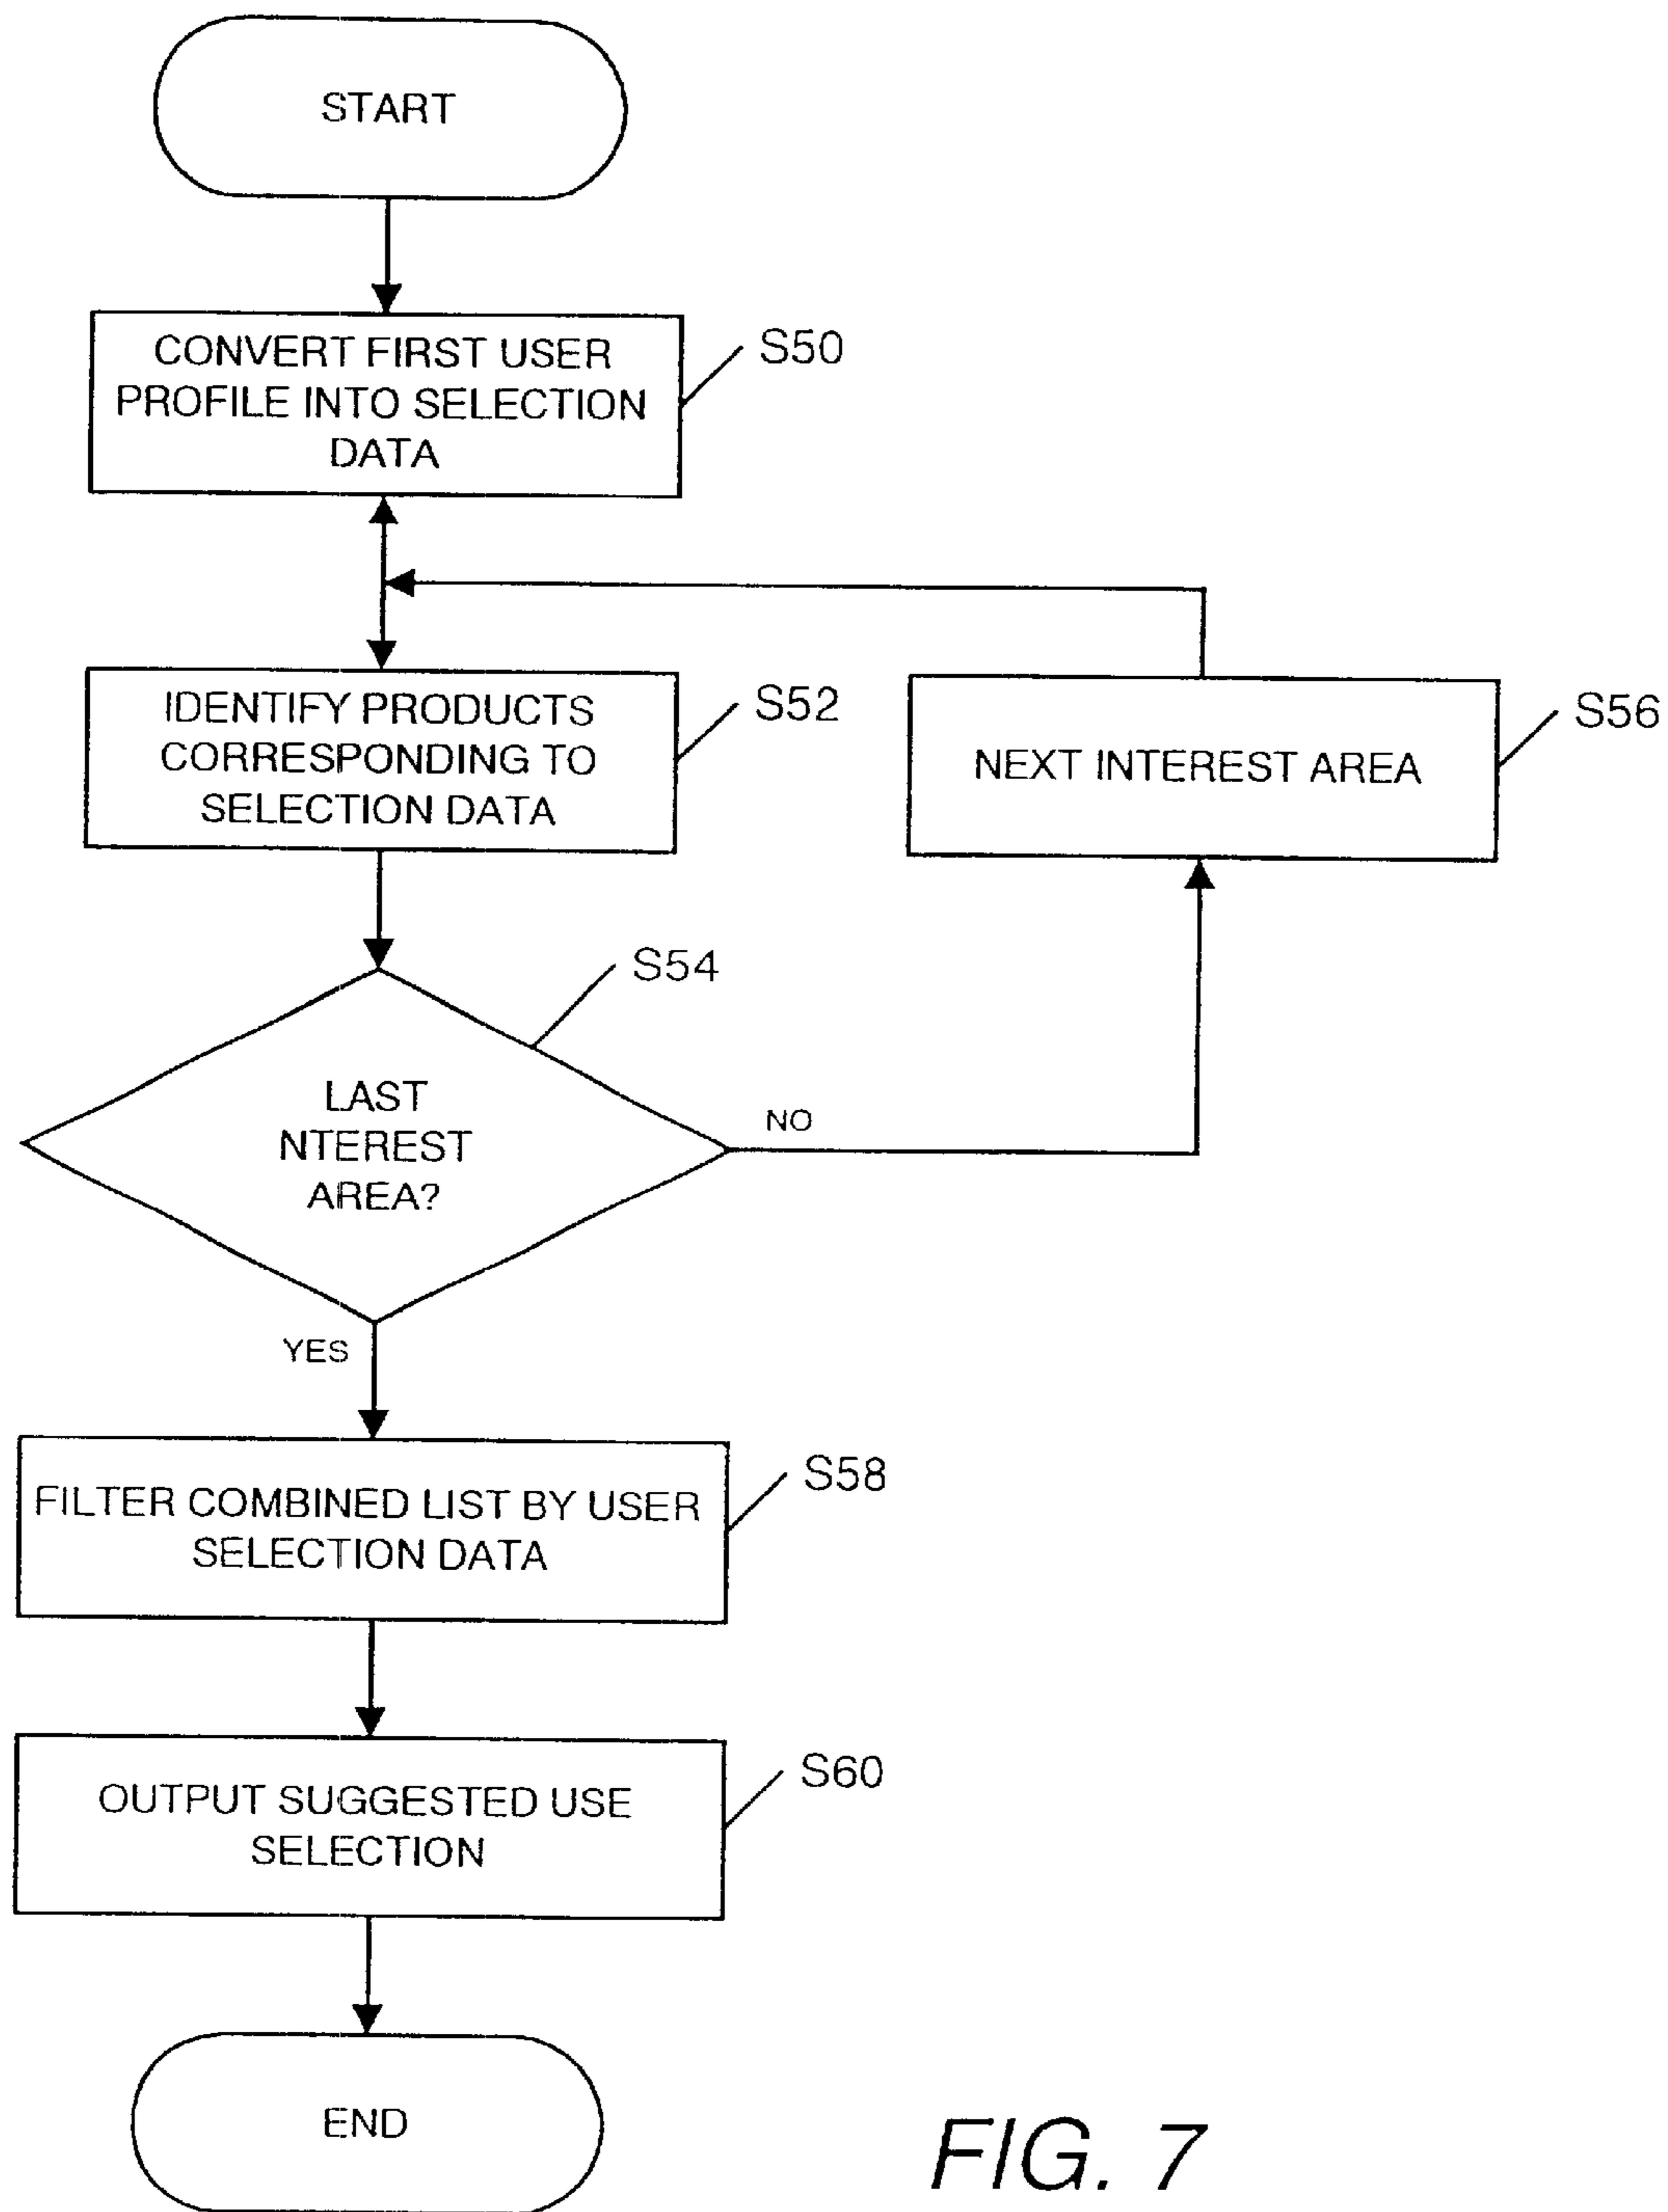 START
CONVERT FIRST USER
PROFILE INTO SELECTION
DATA
S50
IDENTIFY PRODUCTS
CORRESPONDING TO
SELECTION DATA
S52
NEXT INTEREST AREA
S56
S54
LAST
NTEREST
AREA?
NO
YES
FILTER COMBINED LIST BY USER
SELECTION DATA
S58
OUTPUT SUGGESTED USE
SELECTION
S60
END
FIG. 7